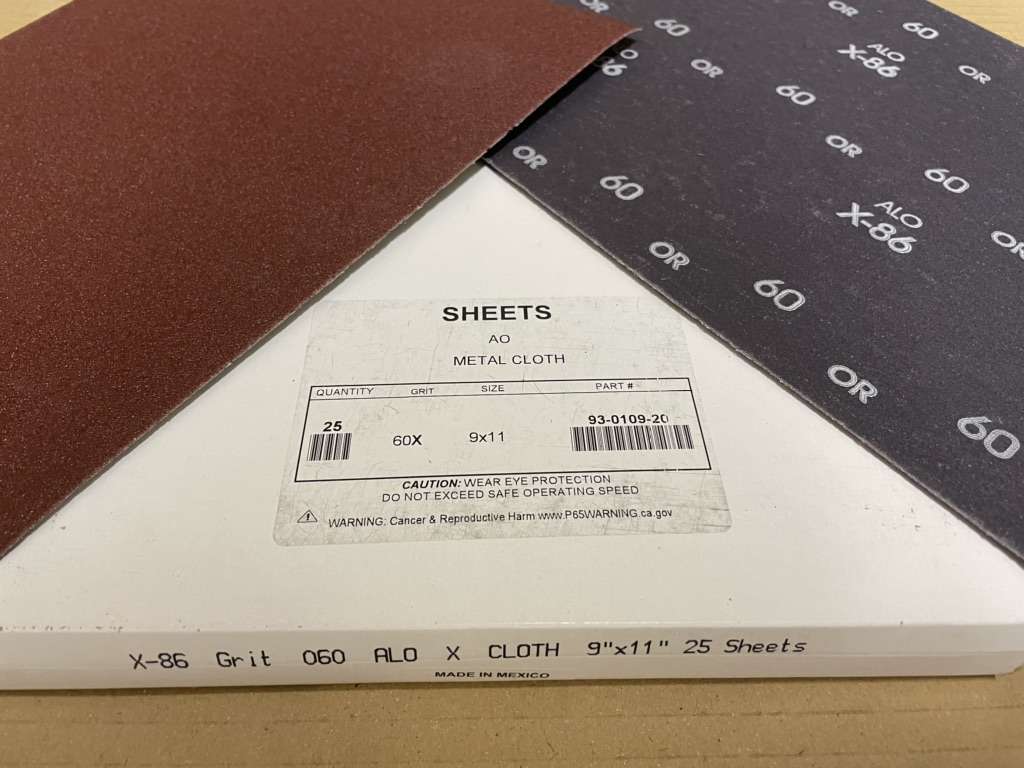 OR 60 OR 60
ALO
X-86
OR
60
OR
60
ALO
X-86
OR
OR
60
OR
60
OR
60
SHEETS
AO
METAL CLOTH
QUANTITY GRIT SIZE PART #
25 60X 9x11 93-0109-20
CAUTION: WEAR EYE PROTECTION
DO NOT EXCEED SAFE OPERATING SPEED
WARNING: Cancer & Reproductive Harm www.P65WARNING.ca.gov
X-86 Grit 060 ALO X CLOTH 9"x11" 25 Sheets
MADE IN MEXICO